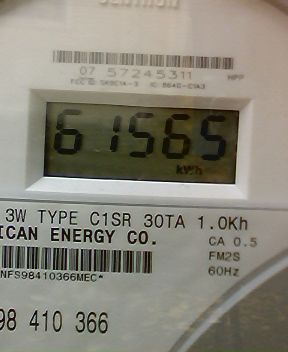 07 57245311 HPP
61565
kWh
3W TYPE C1SR 30TA 1.0Kh
ICAN ENERGY CO.
CA 0.5
FM2S
60Hz
NFS98410366MEC*
98 410 366